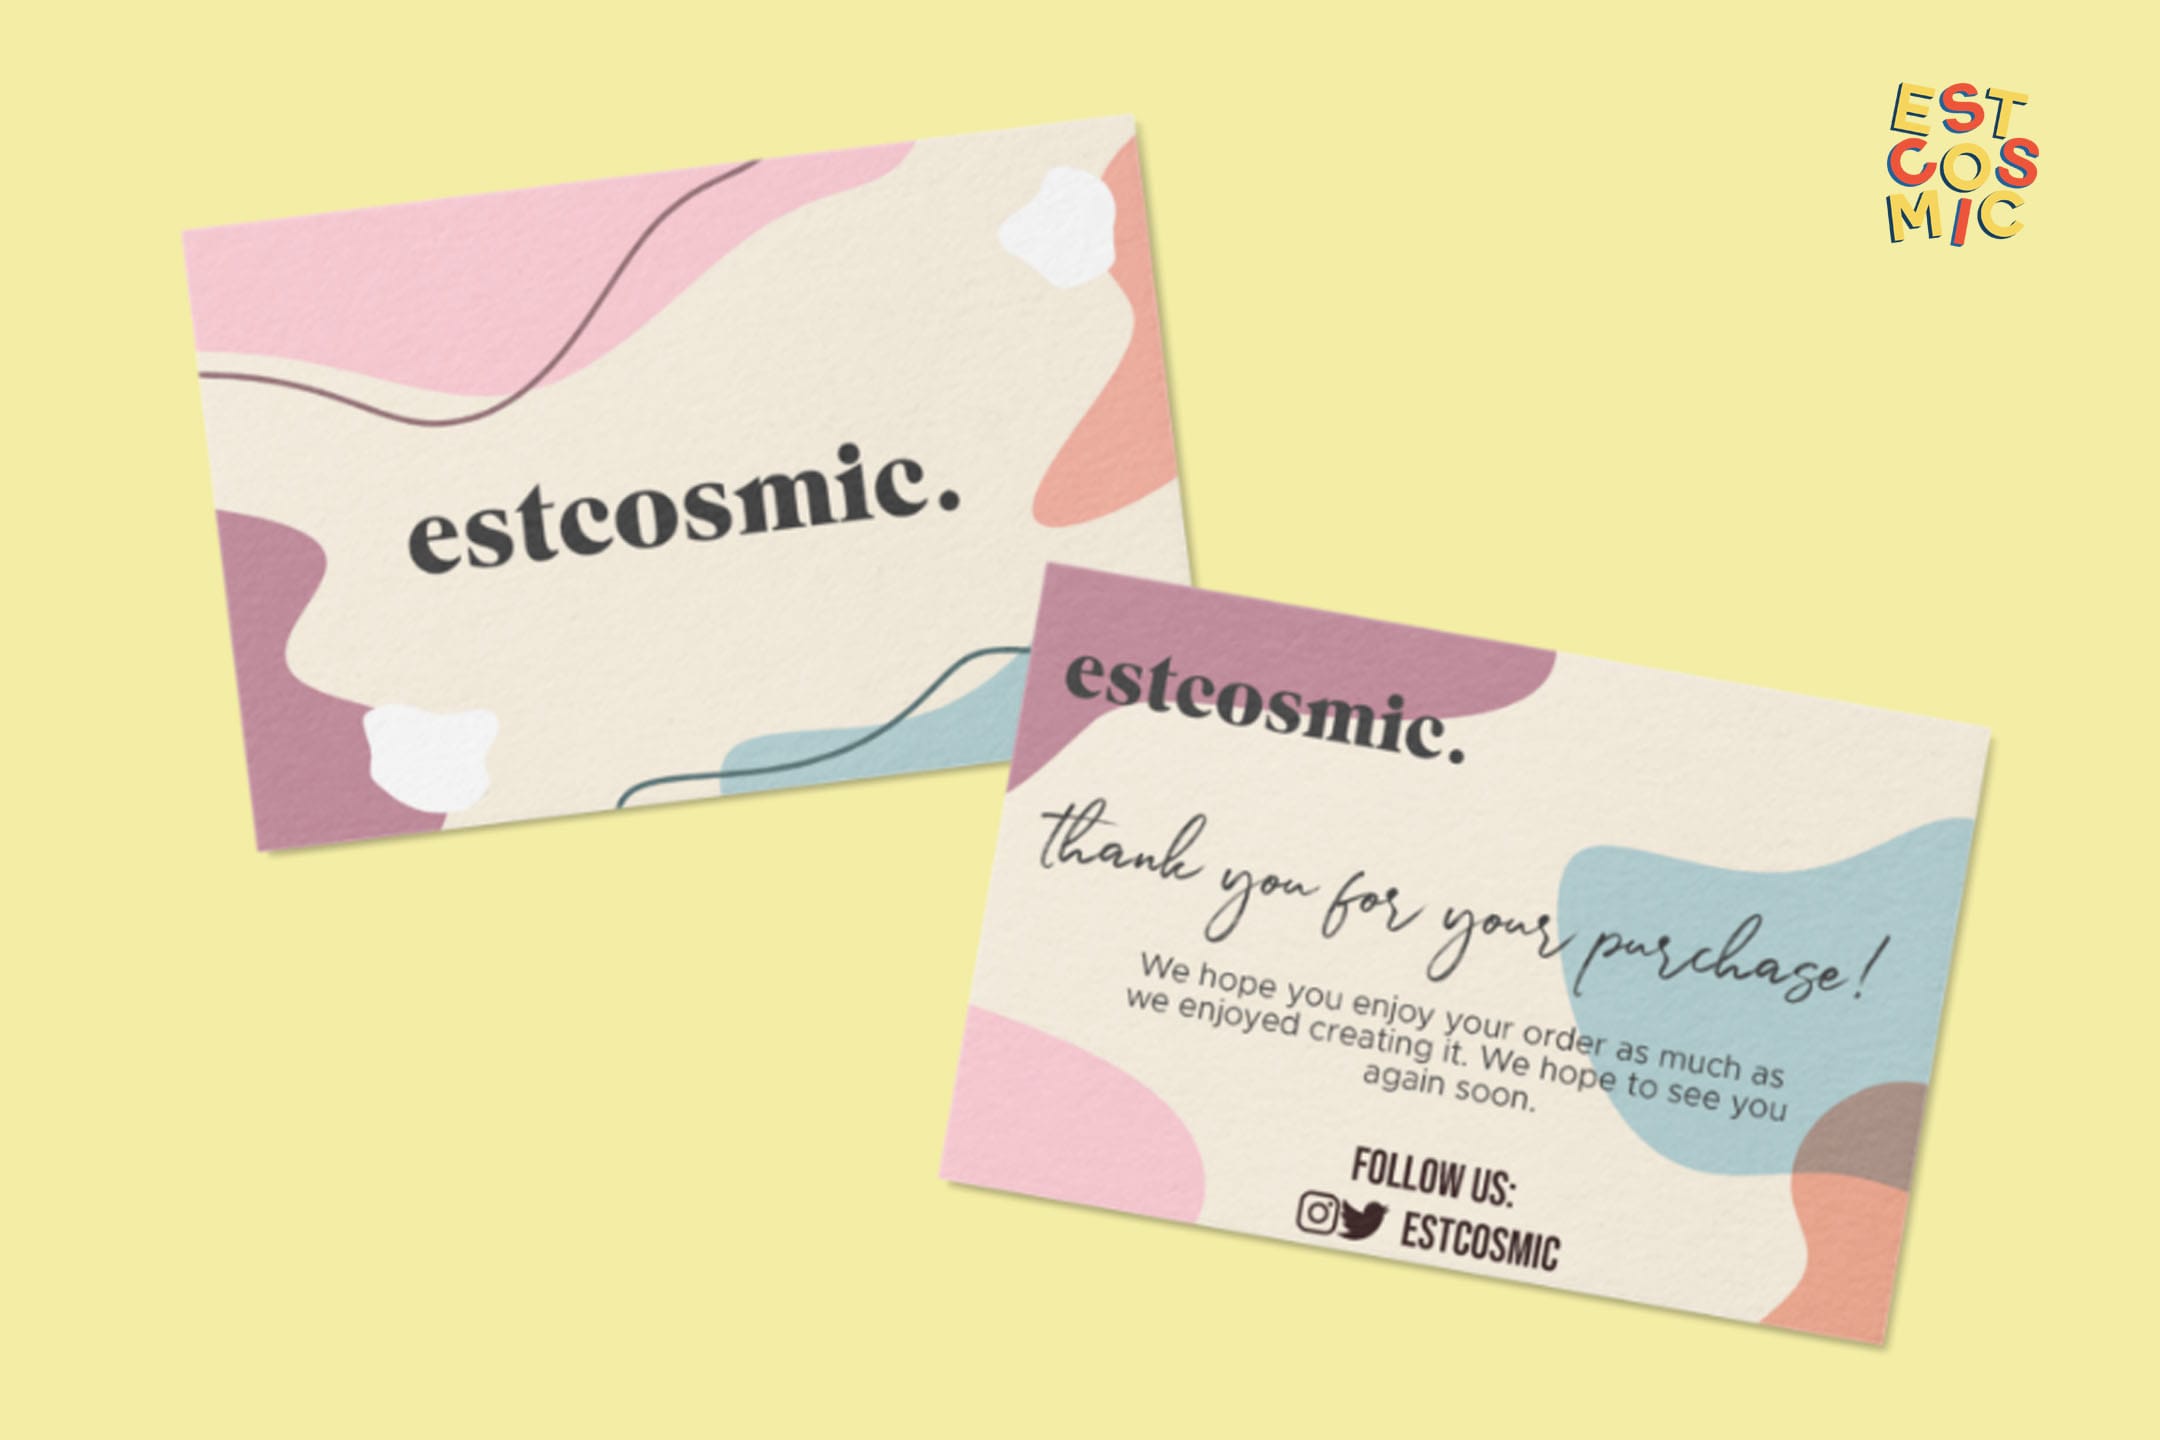 EST
COS
MIC
estcosmic.
estcosmic.
thank you for your purchase!
We hope you enjoy your order as much as
we enjoyed creating it. We hope to see you
again soon.
FOLLOW US:
ESTCOSMIC